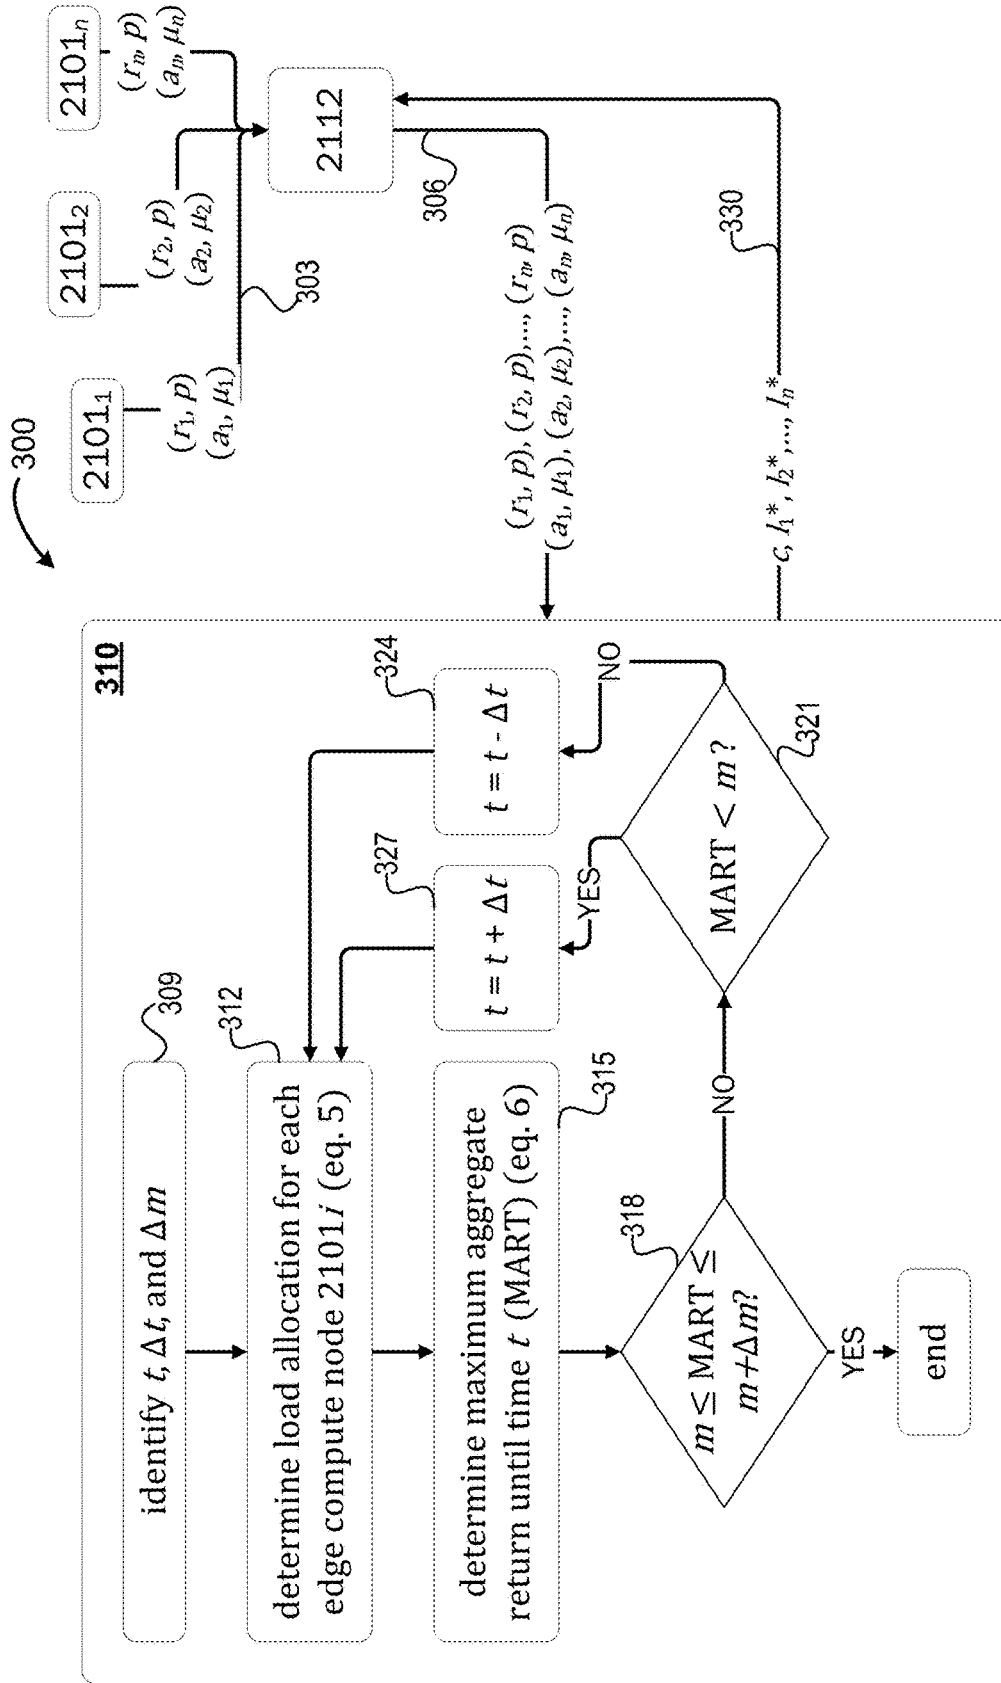 300
2101₁
2101₂
2101ₙ
(r₁, p)
(a₁, μ₁)
(r₂, p)
(a₂, μ₂)
(rₙ, p)
(aₙ, μₙ)
303
2112
306
(r₁, p), (r₂, p),..., (rₙ, p)
(a₁, μ₁), (a₂, μ₂),..., (aₙ, μₙ)
330
c, l₁*, l₂*,..., lₙ*
310
identify t, Δt, and Δm
309
determine load allocation for each
edge compute node 2101i (eq. 5)
312
determine maximum aggregate
return until time t (MART) (eq. 6)
315
m ≤ MART ≤
m+Δm?
318
YES
end
NO
MART < m?
321
YES
t = t + Δt
327
NO
t = t - Δt
324